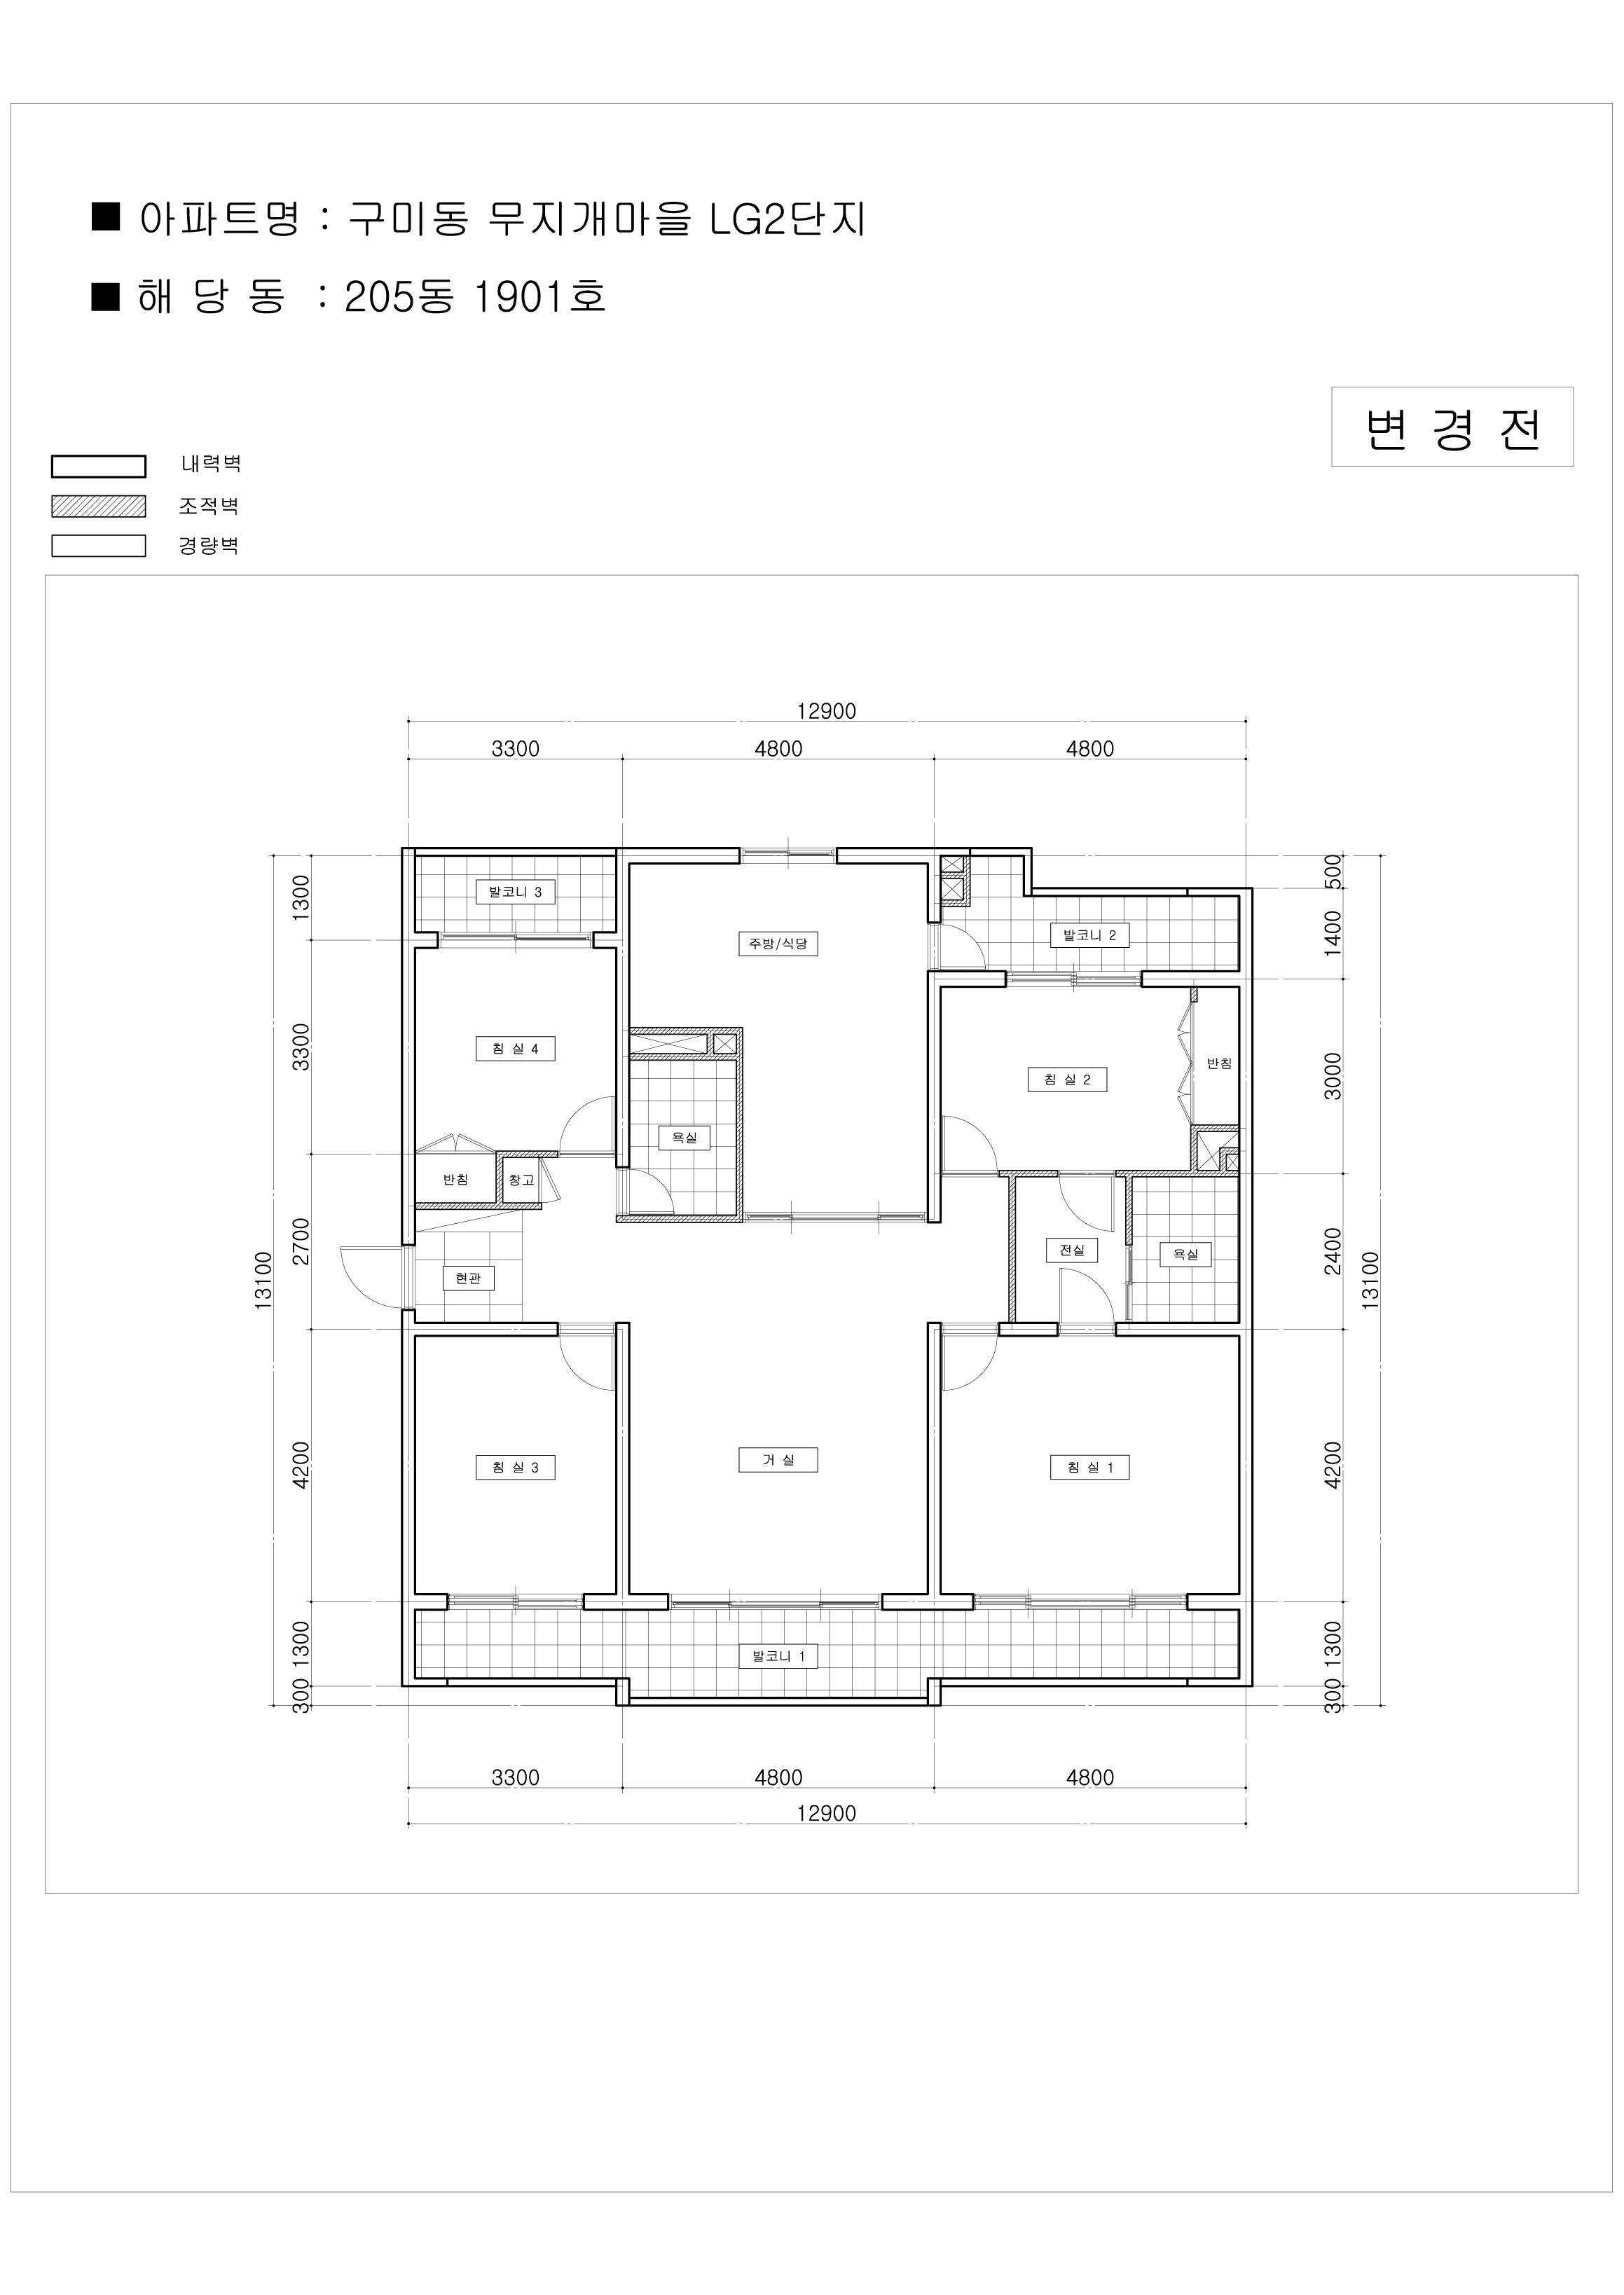 ■ 아파트명 : 구미동 무지개마을 LG2단지
■ 해 당 동 : 205동 1901호
변 경 전
내력벽
조적벽
경량벽
12900
3300 4800 4800
발코니 3
주방/식당
발코니 2
침 실 4
침 실 2
반침
욕실
반침
창고
현관
전실
욕실
침 실 3
거 실
침 실 1
발코니 1
13100
1300
3300
2700
4200
1300
300
500
1400
3000
2400
4200
1300
300
13100
3300 4800 4800
12900